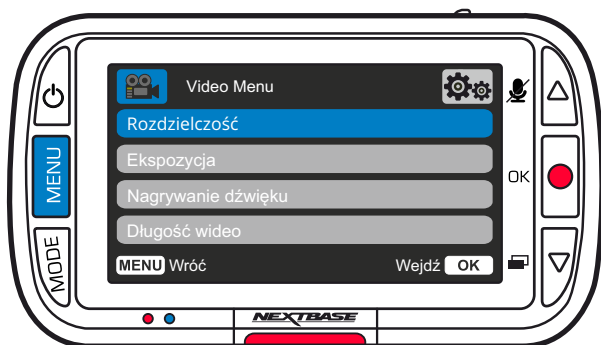 Video Menu
Rozdzielczość
Ekspozycja
Nagrywanie dźwięku
Długość wideo
MENU Wróć
Wejdź OK
MENU
MODE
OK
NEXTBASE